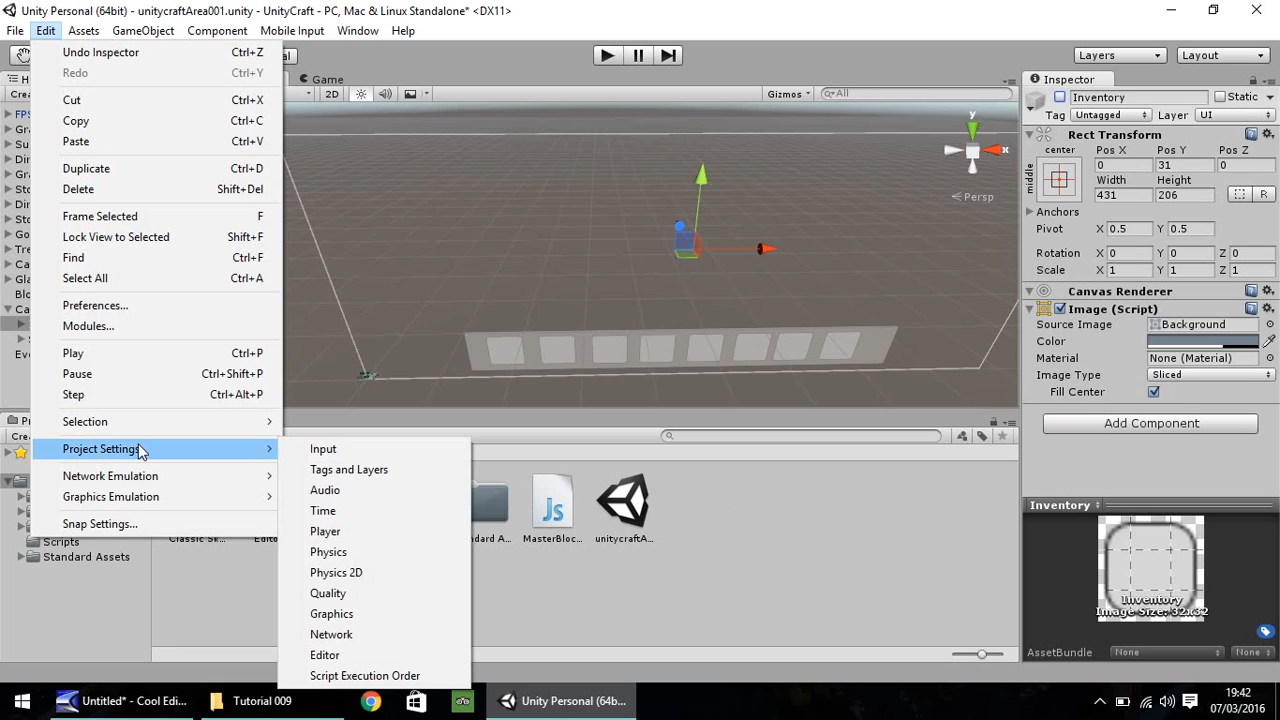 Unity Personal (64bit) - unitycraftArea001.unity - UnityCraft - PC, Mac & Linux Standalone* <DX11>
File Edit Assets GameObject Component Mobile Input Window Help
Layers Layout
Undo Inspector Ctrl+Z
Redo Ctrl+Y
Cut Ctrl+X
Copy Ctrl+C
Paste Ctrl+V
Duplicate Ctrl+D
Delete Shift+Del
Frame Selected F
Lock View to Selected Shift+F
Find Ctrl+F
Select All Ctrl+A
Preferences...
Modules...
Play Ctrl+P
Pause Ctrl+Shift+P
Step Ctrl+Alt+P
Selection
Project Settings
Network Emulation
Graphics Emulation
Snap Settings...
Input
Tags and Layers
Audio
Time
Player
Physics
Physics 2D
Quality
Graphics
Network
Editor
Script Execution Order
Game
2D Gizmos All
y
x
Persp
Scripts
Standard Assets
Classic Sk...
MasterBloc...
unitycraftA...
Js
Inspector
Inventory Static
Tag Untagged Layer UI
Rect Transform
center Pos X Pos Y Pos Z
0 31 0
middle
Width Height
431 206 R
Anchors
Pivot X 0.5 Y 0.5
Rotation X 0 Y 0 Z 0
Scale X 1 Y 1 Z 1
Canvas Renderer
Image (Script)
Source Image Background
Color
Material None (Material)
Image Type Sliced
Fill Center
Add Component
Inventory
Inventory
Image Size: 32x32
AssetBundle None None
Untitled* - Cool Edi... Tutorial 009 Unity Personal (64b...
19:42
07/03/2016